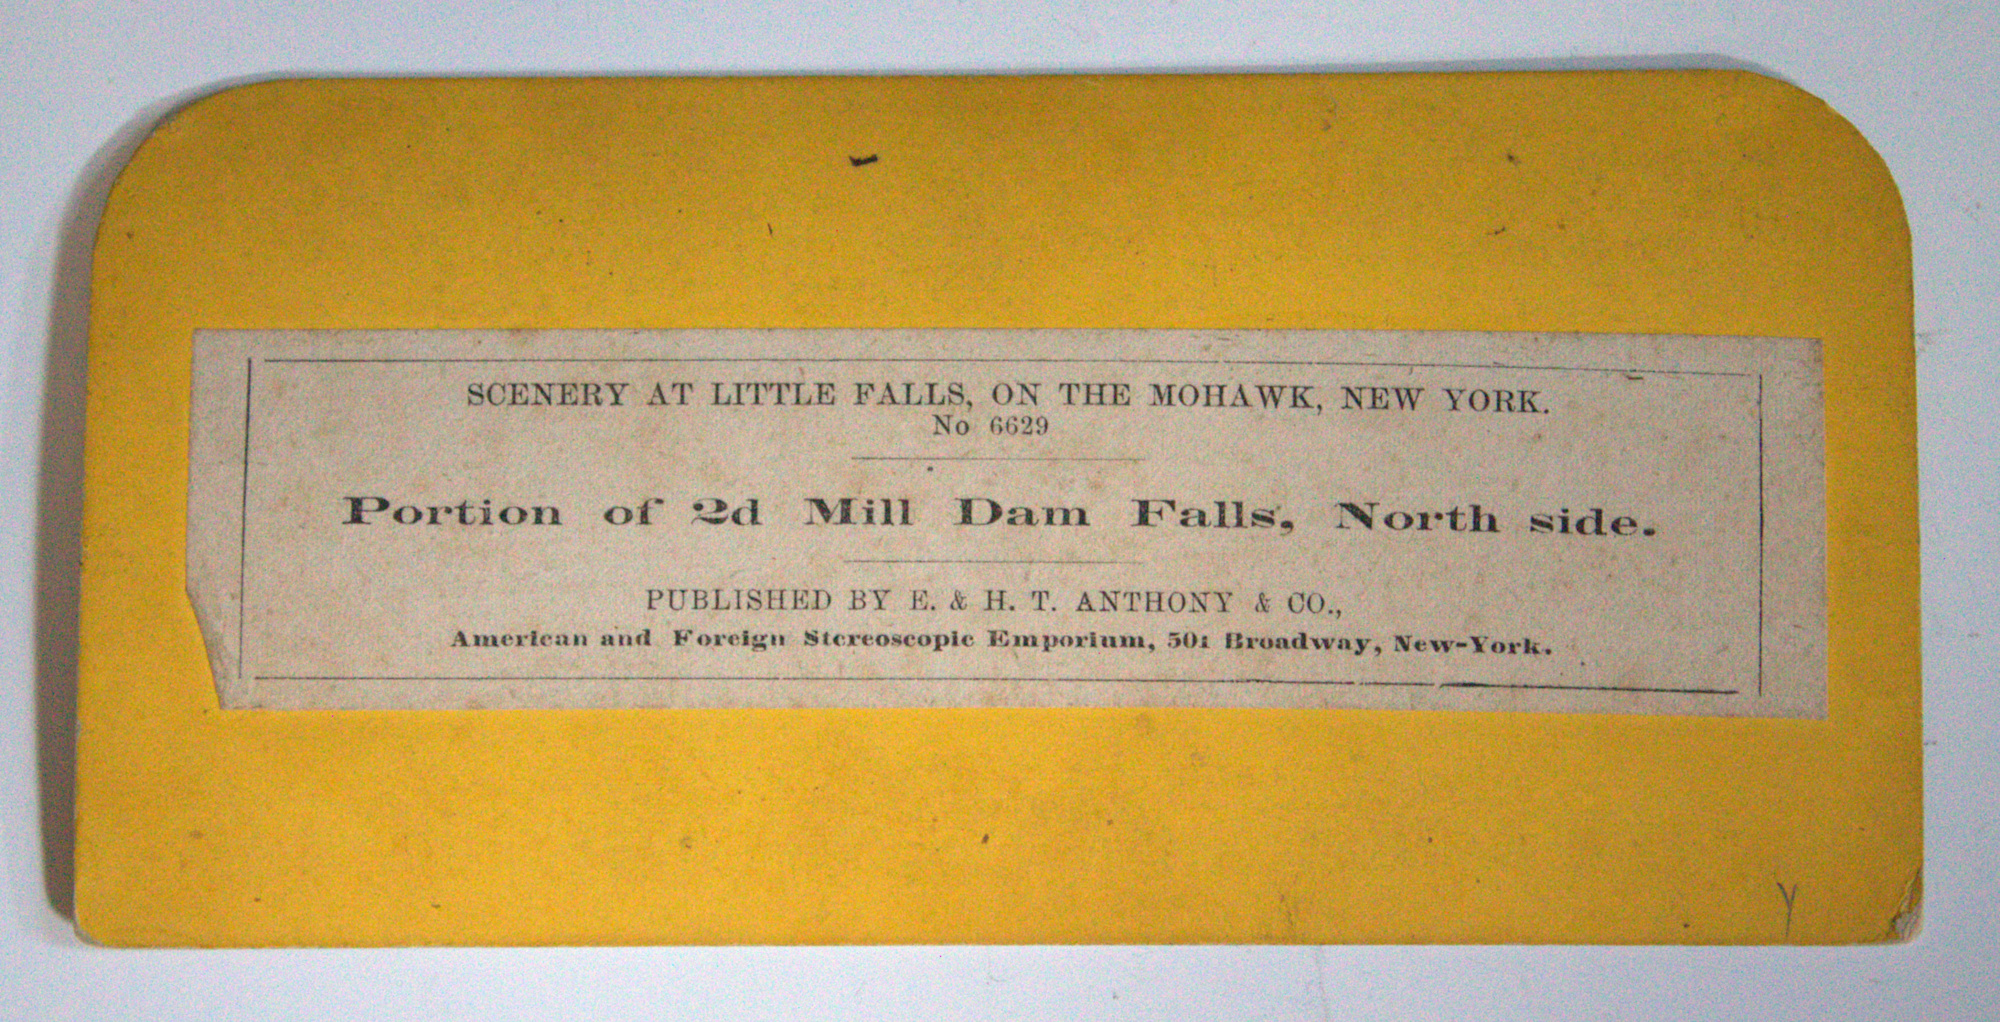 SCENERY AT LITTLE FALLS, ON THE MOHAWK, NEW YORK.
No 6629
Portion of 2d Mill Dam Falls, North side.
PUBLISHED BY E. & H. T. ANTHONY & CO.,
American and Foreign Stereoscopic Emporium, 501 Broadway, New-York.
Y